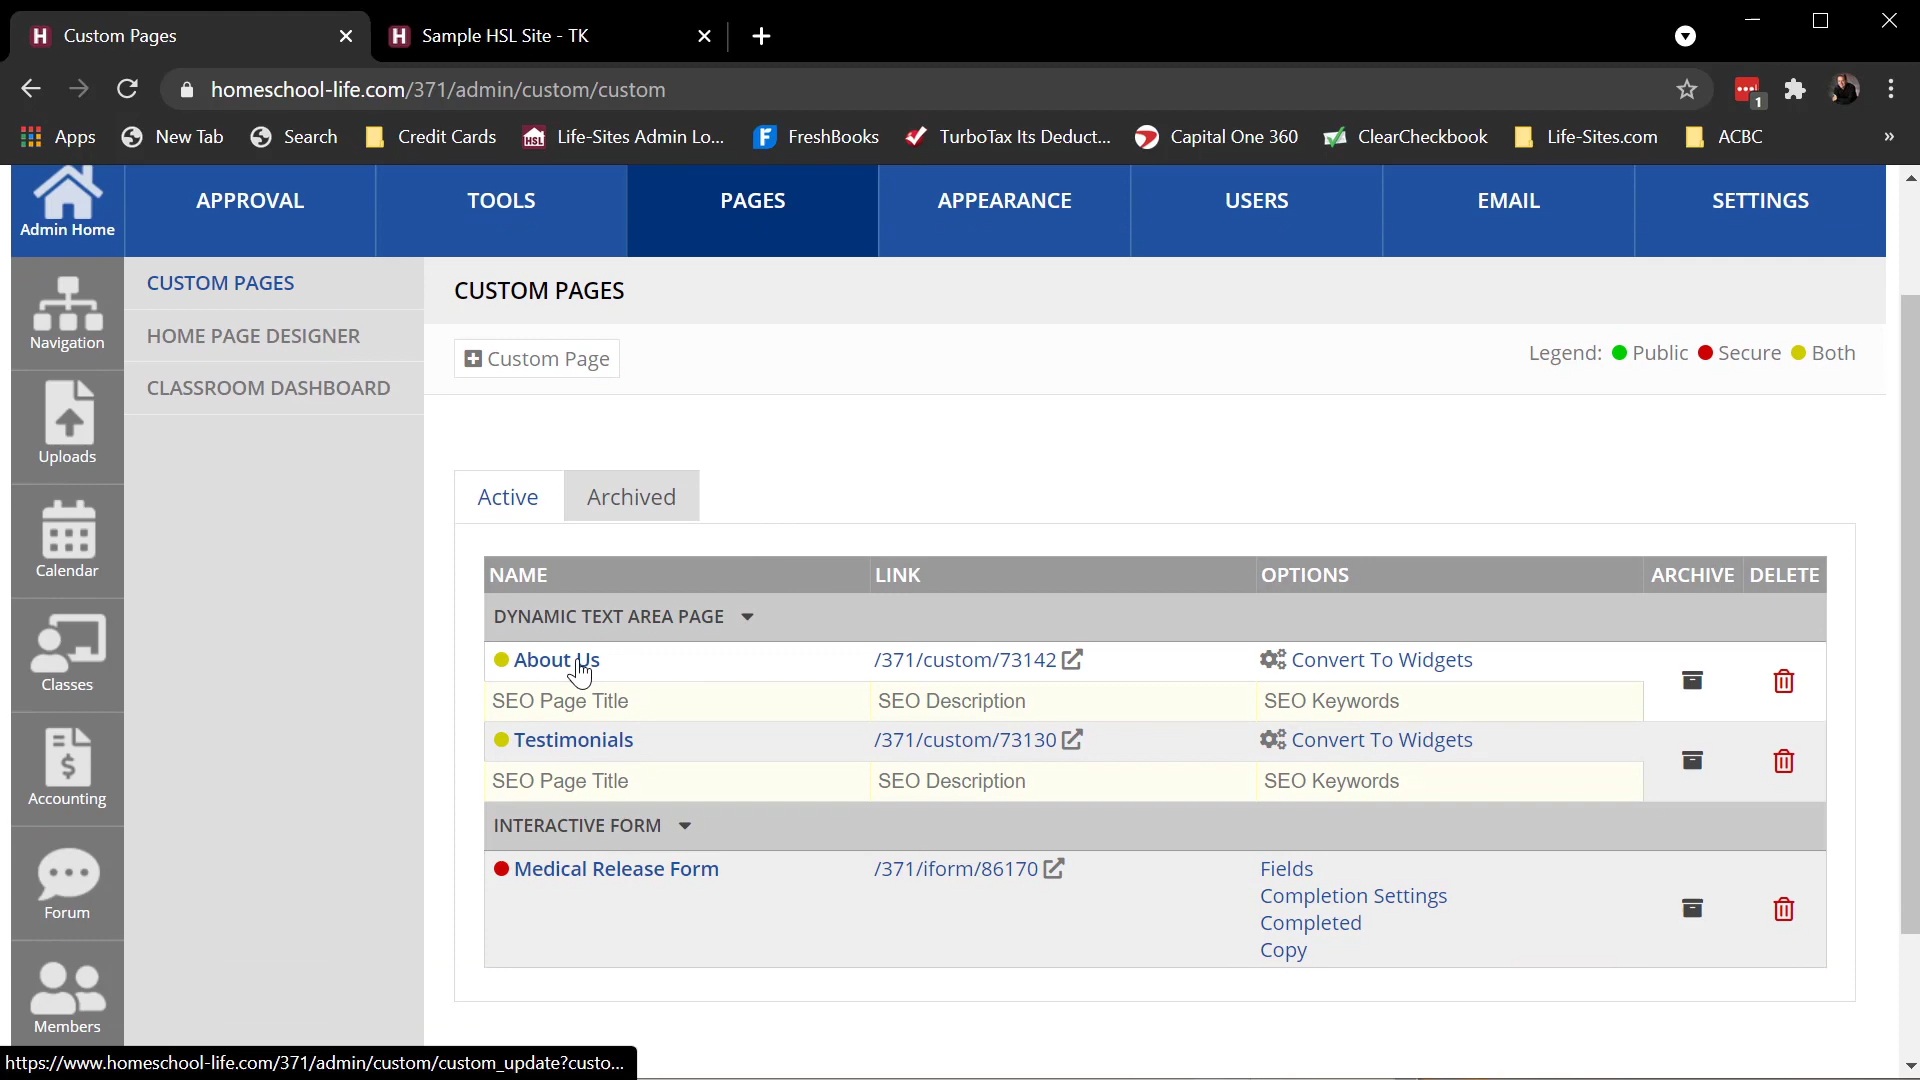 Custom Pages
Sample HSL Site - TK
homeschool-life.com/371/admin/custom/custom
1
Apps
New Tab
Search
Credit Cards
HSL
Life-Sites Admin Lo...
FreshBooks
TurboTax Its Deduct...
Capital One 360
ClearCheckbook
Life-Sites.com
ACBC
»
Admin Home
APPROVAL
TOOLS
PAGES
APPEARANCE
USERS
EMAIL
SETTINGS
Navigation
Uploads
Calendar
Classes
Accounting
Forum
Members
CUSTOM PAGES
HOME PAGE DESIGNER
CLASSROOM DASHBOARD
CUSTOM PAGES
Custom Page
Legend: Public Secure Both
Active
Archived
NAME LINK OPTIONS ARCHIVE DELETE
DYNAMIC TEXT AREA PAGE
About Us /371/custom/73142 Convert To Widgets
SEO Page Title SEO Description SEO Keywords
Testimonials /371/custom/73130 Convert To Widgets
SEO Page Title SEO Description SEO Keywords
INTERACTIVE FORM
Medical Release Form /371/iform/86170 Fields
Completion Settings
Completed
Copy
https://www.homeschool-life.com/371/admin/custom/custom_update?custo...